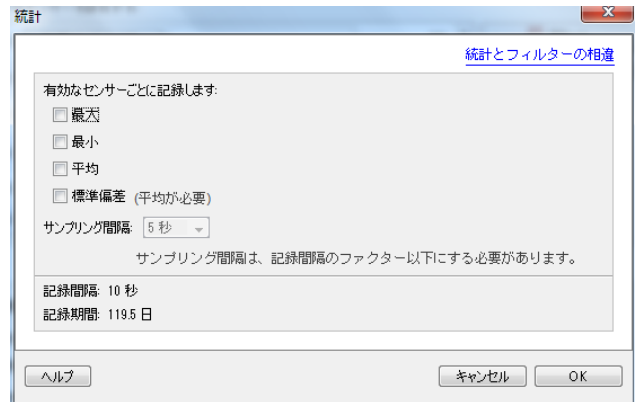 統計
統計とフィルターの相違
有効なセンサーごとに記録します:
最大
最小
平均
標準偏差 (平均が必要)
サンプリング間隔: 5 秒
サンプリング間隔は、記録間隔のファクター以下にする必要があります。
記録間隔: 10 秒
記録期間: 119.5 日
ヘルプ キャンセル OK